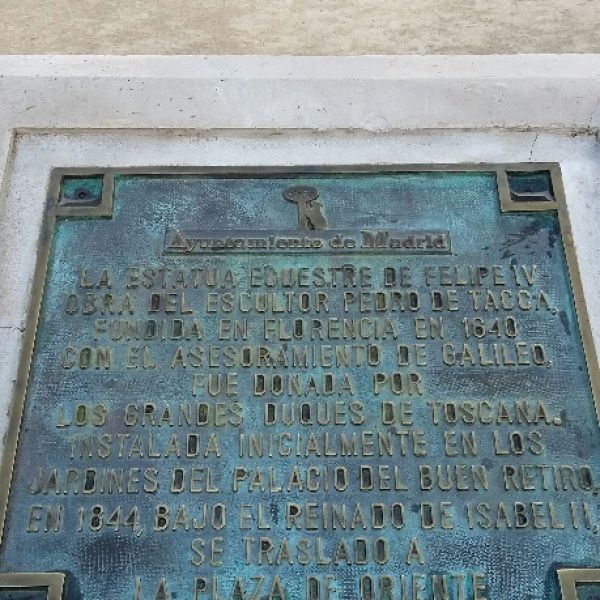 Ayuntamiento de Madrid
LA ESTATUA ECUESTRE DE FELIPE IV
OBRA DEL ESCULTOR PEDRO DE TACCA,
FUNDIDA EN FLORENCIA EN 1640
CON EL ASESORAMIENTO DE GALILEO,
FUE DONADA POR
LOS GRANDES DUQUES DE TOSCANA.
INSTALADA INICIALMENTE EN LOS
JARDINES DEL PALACIO DEL BUEN RETIRO,
EN 1844, BAJO EL REINADO DE ISABEL II,
SE TRASLADO A
LA PLAZA DE ORIENTE